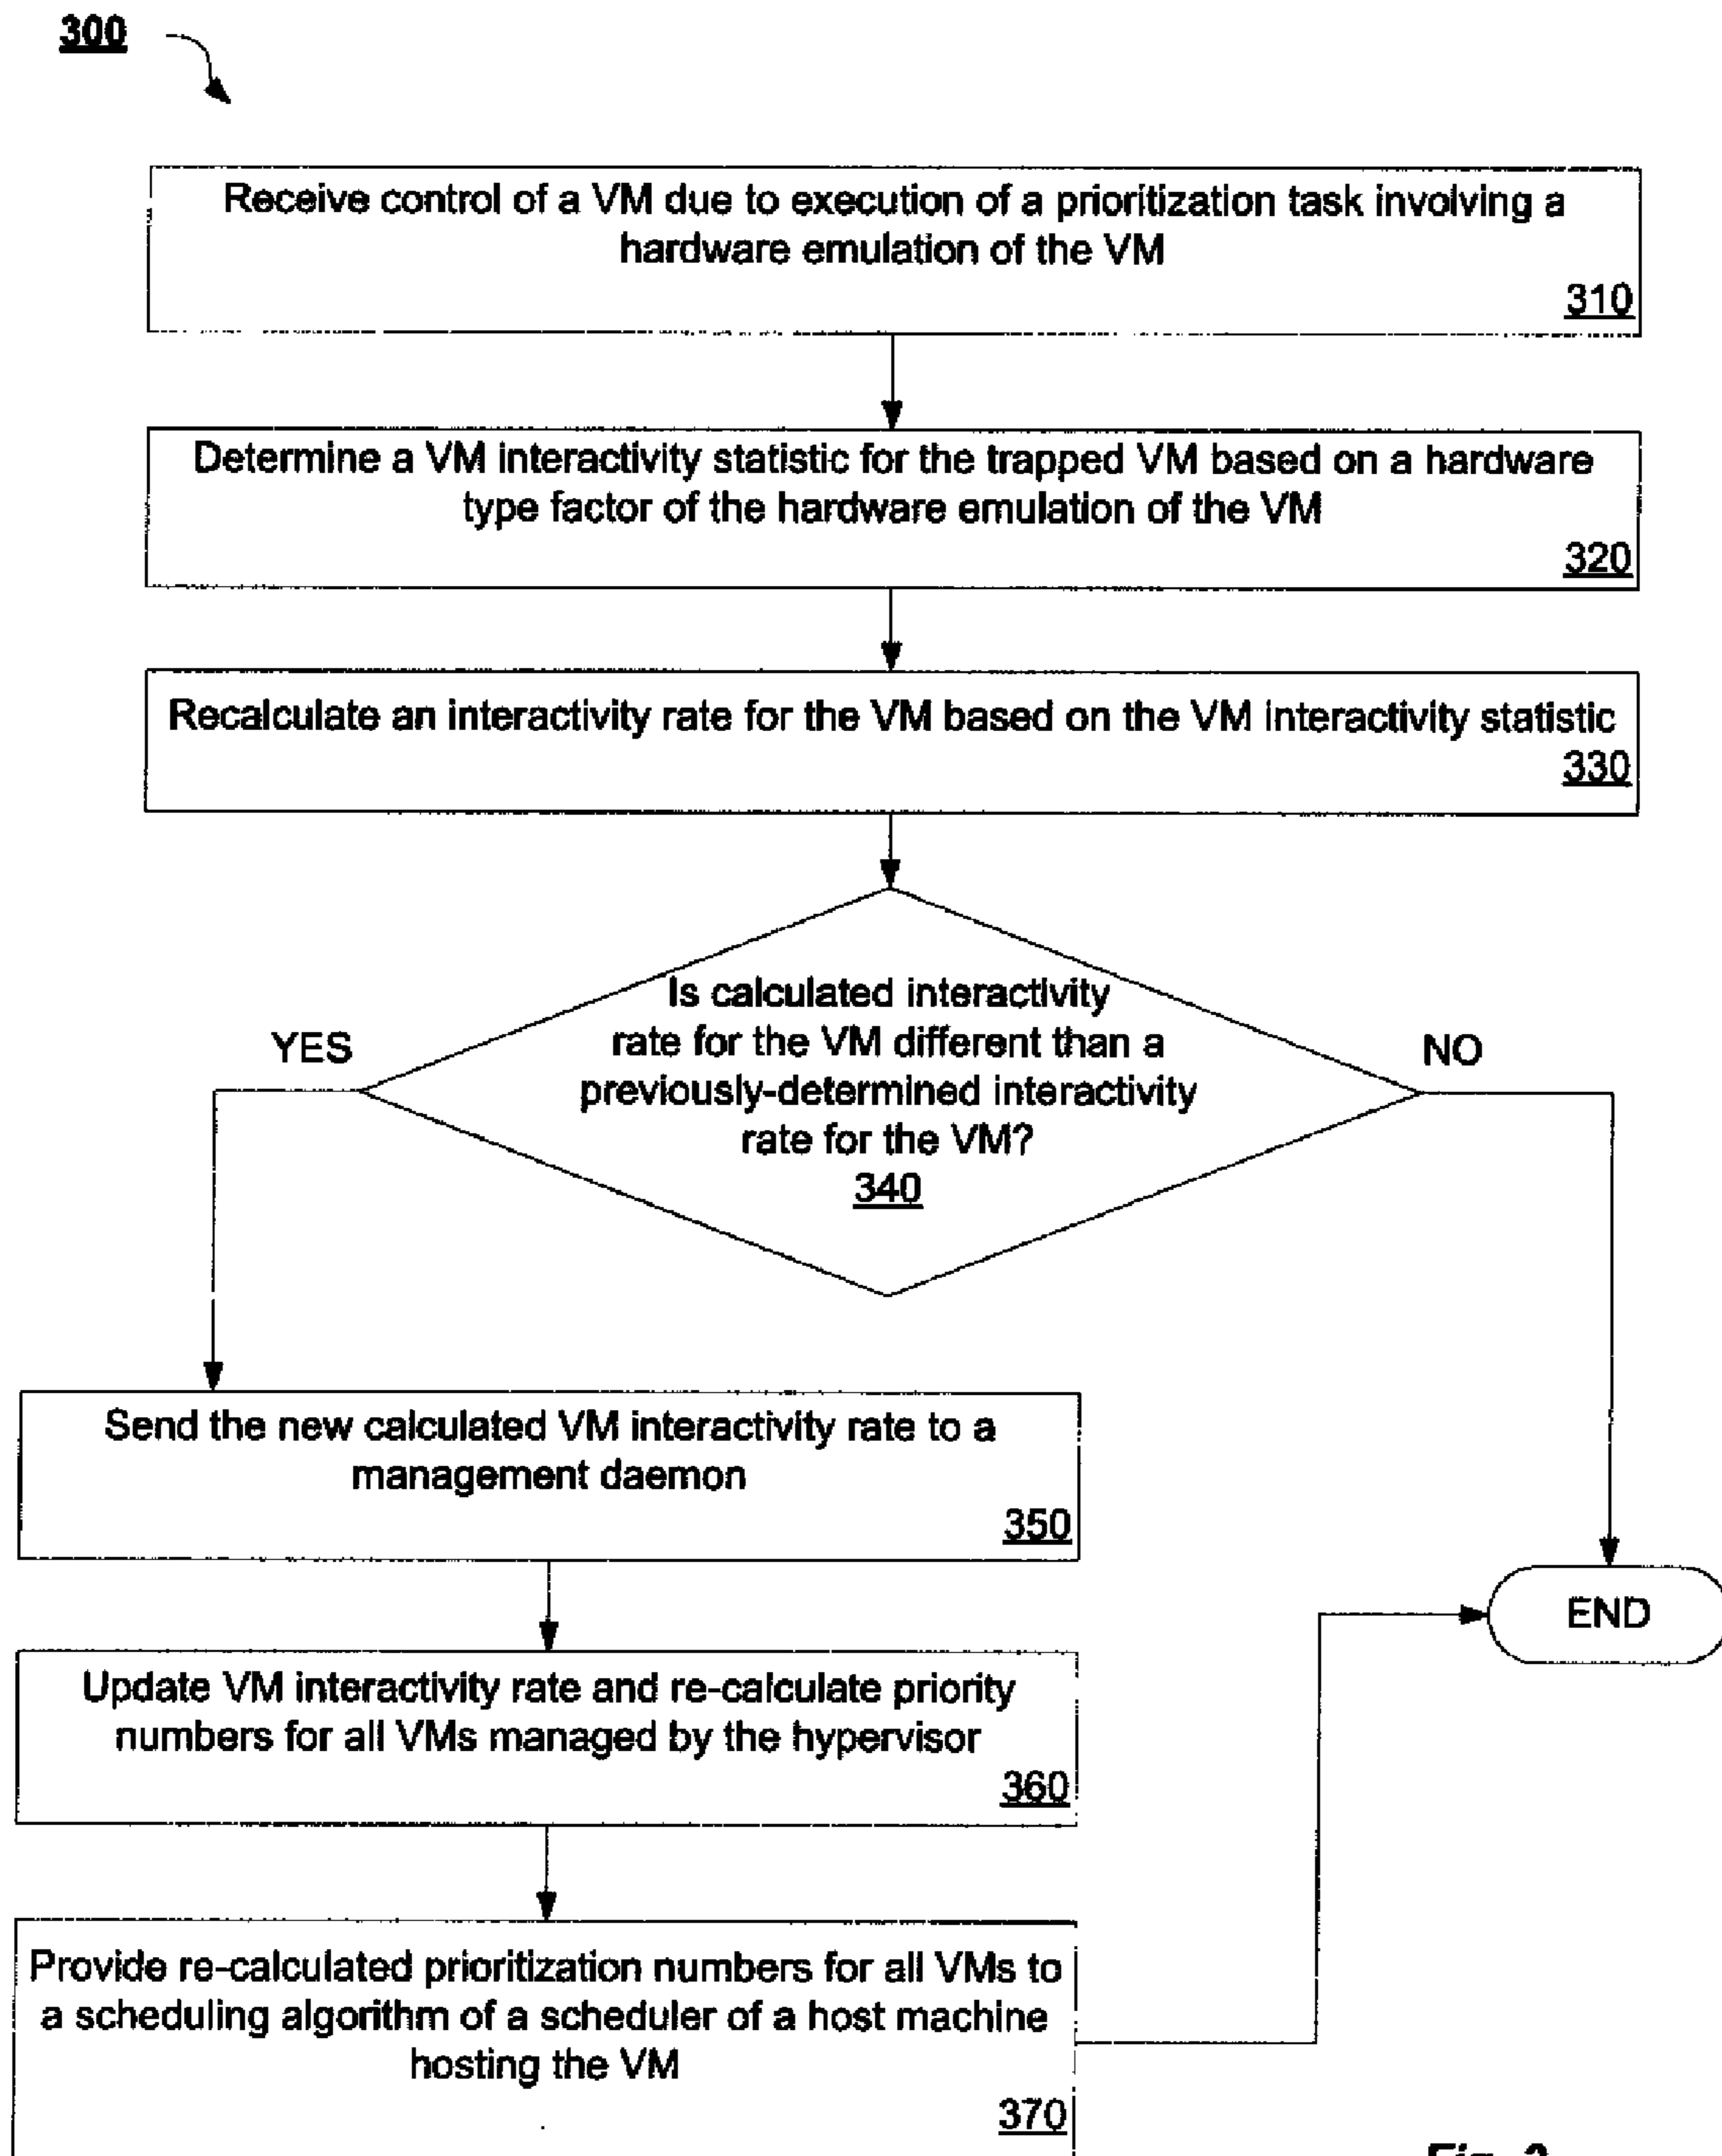 300
Receive control of a VM due to execution of a prioritization task involving a
hardware emulation of the VM
310
Determine a VM interactivity statistic for the trapped VM based on a hardware
type factor of the hardware emulation of the VM
320
Recalculate an interactivity rate for the VM based on the VM interactivity statistic
330
Is calculated interactivity
rate for the VM different than a
previously-determined interactivity
rate for the VM?
340
YES
NO
Send the new calculated VM interactivity rate to a
management daemon
350
END
Update VM interactivity rate and re-calculate priority
numbers for all VMs managed by the hypervisor
360
Provide re-calculated prioritization numbers for all VMs to
a scheduling algorithm of a scheduler of a host machine
hosting the VM
370